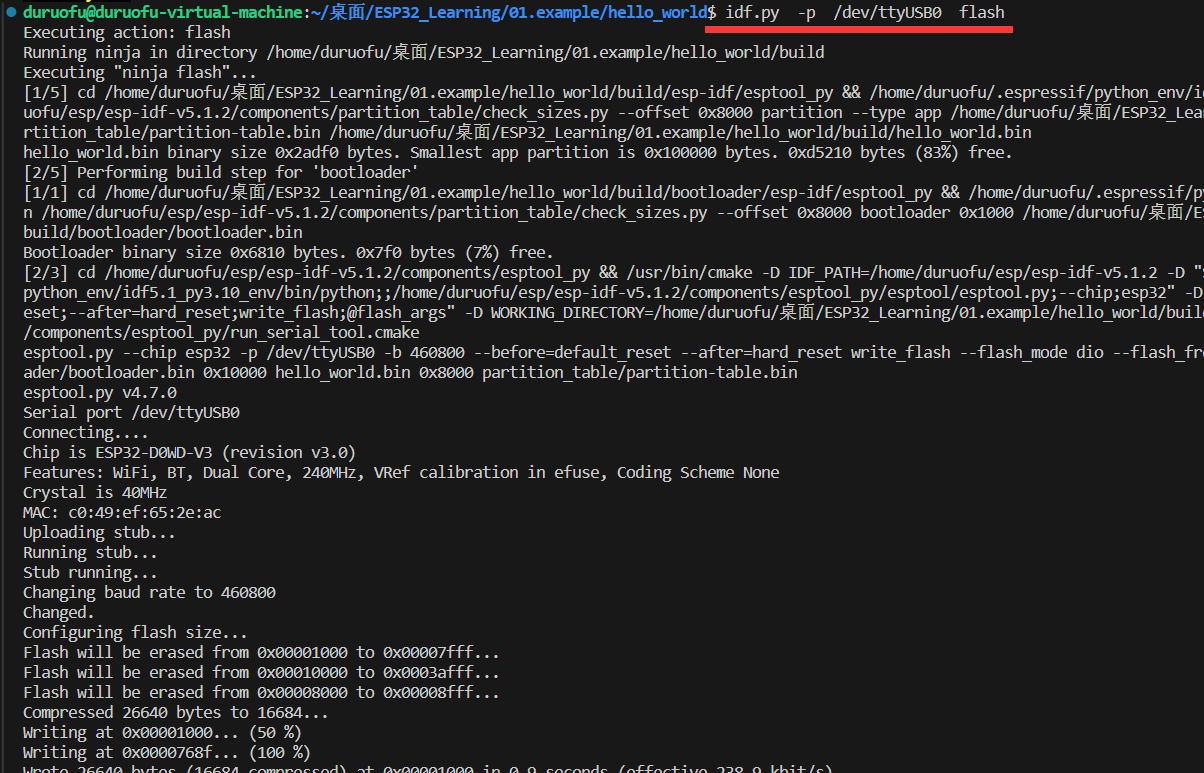 duruofu@duruofu-virtual-machine:~/桌面/ESP32_Learning/01.example/hello_world$ idf.py  -p  /dev/ttyUSB0  flash
Executing action: flash
Running ninja in directory /home/duruofu/桌面/ESP32_Learning/01.example/hello_world/build
Executing "ninja flash"...
[1/5] cd /home/duruofu/桌面/ESP32_Learning/01.example/hello_world/build/esp-idf/esptool_py && /home/duruofu/.espressif/python_env/i
uofu/esp/esp-idf-v5.1.2/components/partition_table/check_sizes.py --offset 0x8000 partition --type app /home/duruofu/桌面/ESP32_Lear
rtition_table/partition-table.bin /home/duruofu/桌面/ESP32_Learning/01.example/hello_world/build/hello_world.bin
hello_world.bin binary size 0x2adf0 bytes. Smallest app partition is 0x100000 bytes. 0xd5210 bytes (83%) free.
[2/5] Performing build step for 'bootloader'
[1/1] cd /home/duruofu/桌面/ESP32_Learning/01.example/hello_world/build/bootloader/esp-idf/esptool_py && /home/duruofu/.espressif/py
n /home/duruofu/esp/esp-idf-v5.1.2/components/partition_table/check_sizes.py --offset 0x8000 bootloader 0x1000 /home/duruofu/桌面/ES
build/bootloader/bootloader.bin
Bootloader binary size 0x6810 bytes. 0x7f0 bytes (7%) free.
[2/3] cd /home/duruofu/esp/esp-idf-v5.1.2/components/esptool_py && /usr/bin/cmake -D IDF_PATH=/home/duruofu/esp/esp-idf-v5.1.2 -D "
python_env/idf5.1_py3.10_env/bin/python;;/home/duruofu/esp/esp-idf-v5.1.2/components/esptool_py/esptool/esptool.py;--chip;esp32" -D
eset;--after=hard_reset;write_flash;@flash_args" -D WORKING_DIRECTORY=/home/duruofu/桌面/ESP32_Learning/01.example/hello_world/buil
/components/esptool_py/run_serial_tool.cmake
esptool.py --chip esp32 -p /dev/ttyUSB0 -b 460800 --before=default_reset --after=hard_reset write_flash --flash_mode dio --flash_fr
ader/bootloader.bin 0x10000 hello_world.bin 0x8000 partition_table/partition-table.bin
esptool.py v4.7.0
Serial port /dev/ttyUSB0
Connecting....
Chip is ESP32-D0WD-V3 (revision v3.0)
Features: WiFi, BT, Dual Core, 240MHz, VRef calibration in efuse, Coding Scheme None
Crystal is 40MHz
MAC: c0:49:ef:65:2e:ac
Uploading stub...
Running stub...
Stub running...
Changing baud rate to 460800
Changed.
Configuring flash size...
Flash will be erased from 0x00001000 to 0x00007fff...
Flash will be erased from 0x00010000 to 0x0003afff...
Flash will be erased from 0x00008000 to 0x00008fff...
Compressed 26640 bytes to 16684...
Writing at 0x00001000... (50 %)
Writing at 0x0000768f... (100 %)
Wrote 26640 bytes (16684 compressed) at 0x00001000 in 0.9 seconds (effective 238.9 kbit/s)